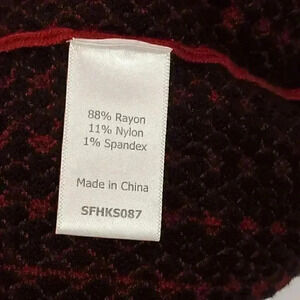 88% Rayon
11% Nylon
1% Spandex
Made in China
SFHKS087